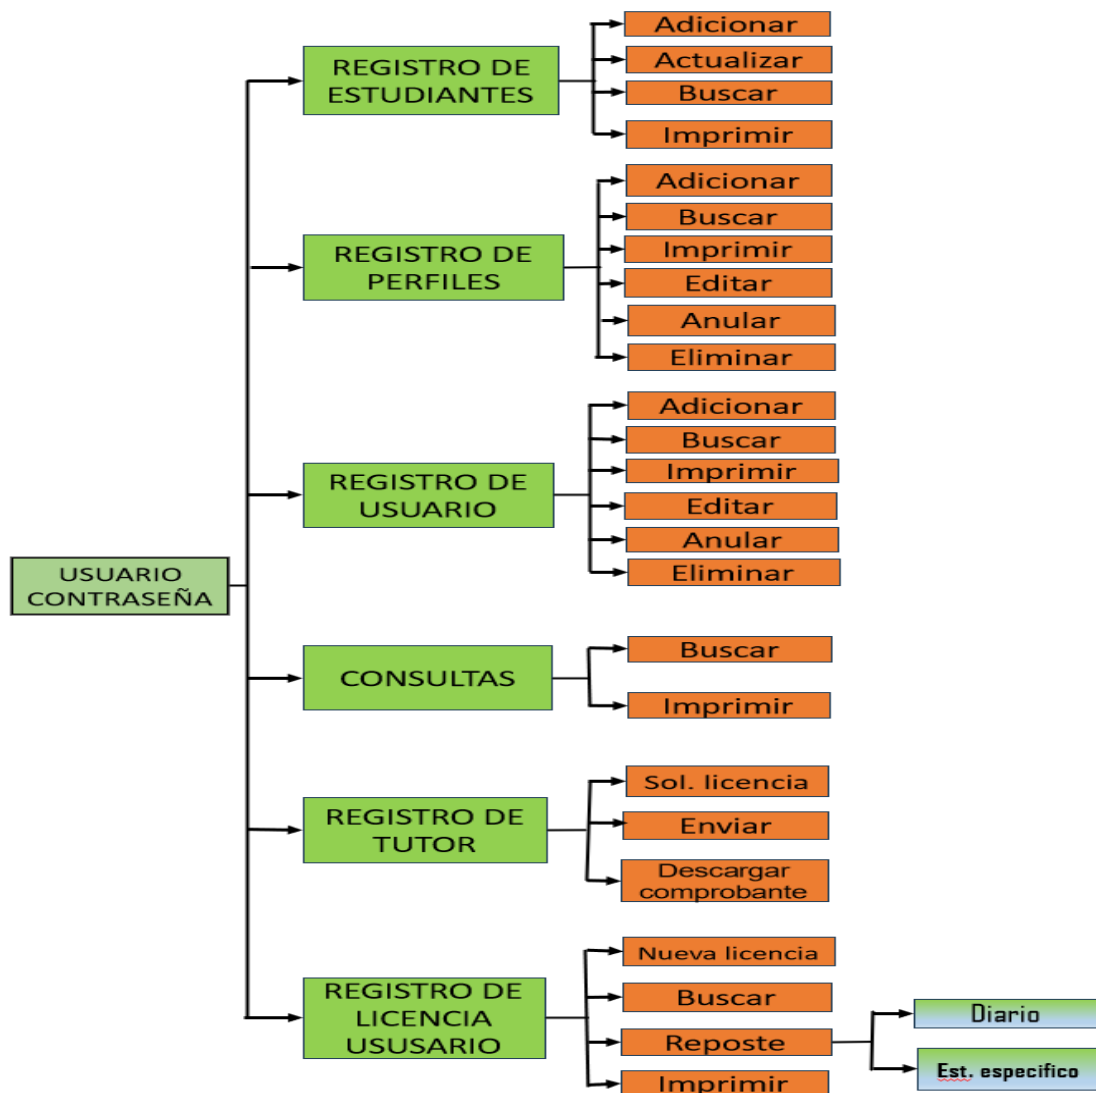 Adicionar
REGISTRO DE
ESTUDIANTES
Actualizar
Buscar
Imprimir
Adicionar
Buscar
REGISTRO DE
PERFILES
Imprimir
Editar
Anular
Eliminar
Adicionar
Buscar
REGISTRO DE
USUARIO
Imprimir
Editar
Anular
Eliminar
USUARIO
CONTRASEÑA
CONSULTAS
Buscar
Imprimir
REGISTRO DE
TUTOR
Sol. licencia
Enviar
Descargar
comprobante
REGISTRO DE
LICENCIA
USUSARIO
Nueva licencia
Buscar
Reposte
Imprimir
Diario
Est. especifico